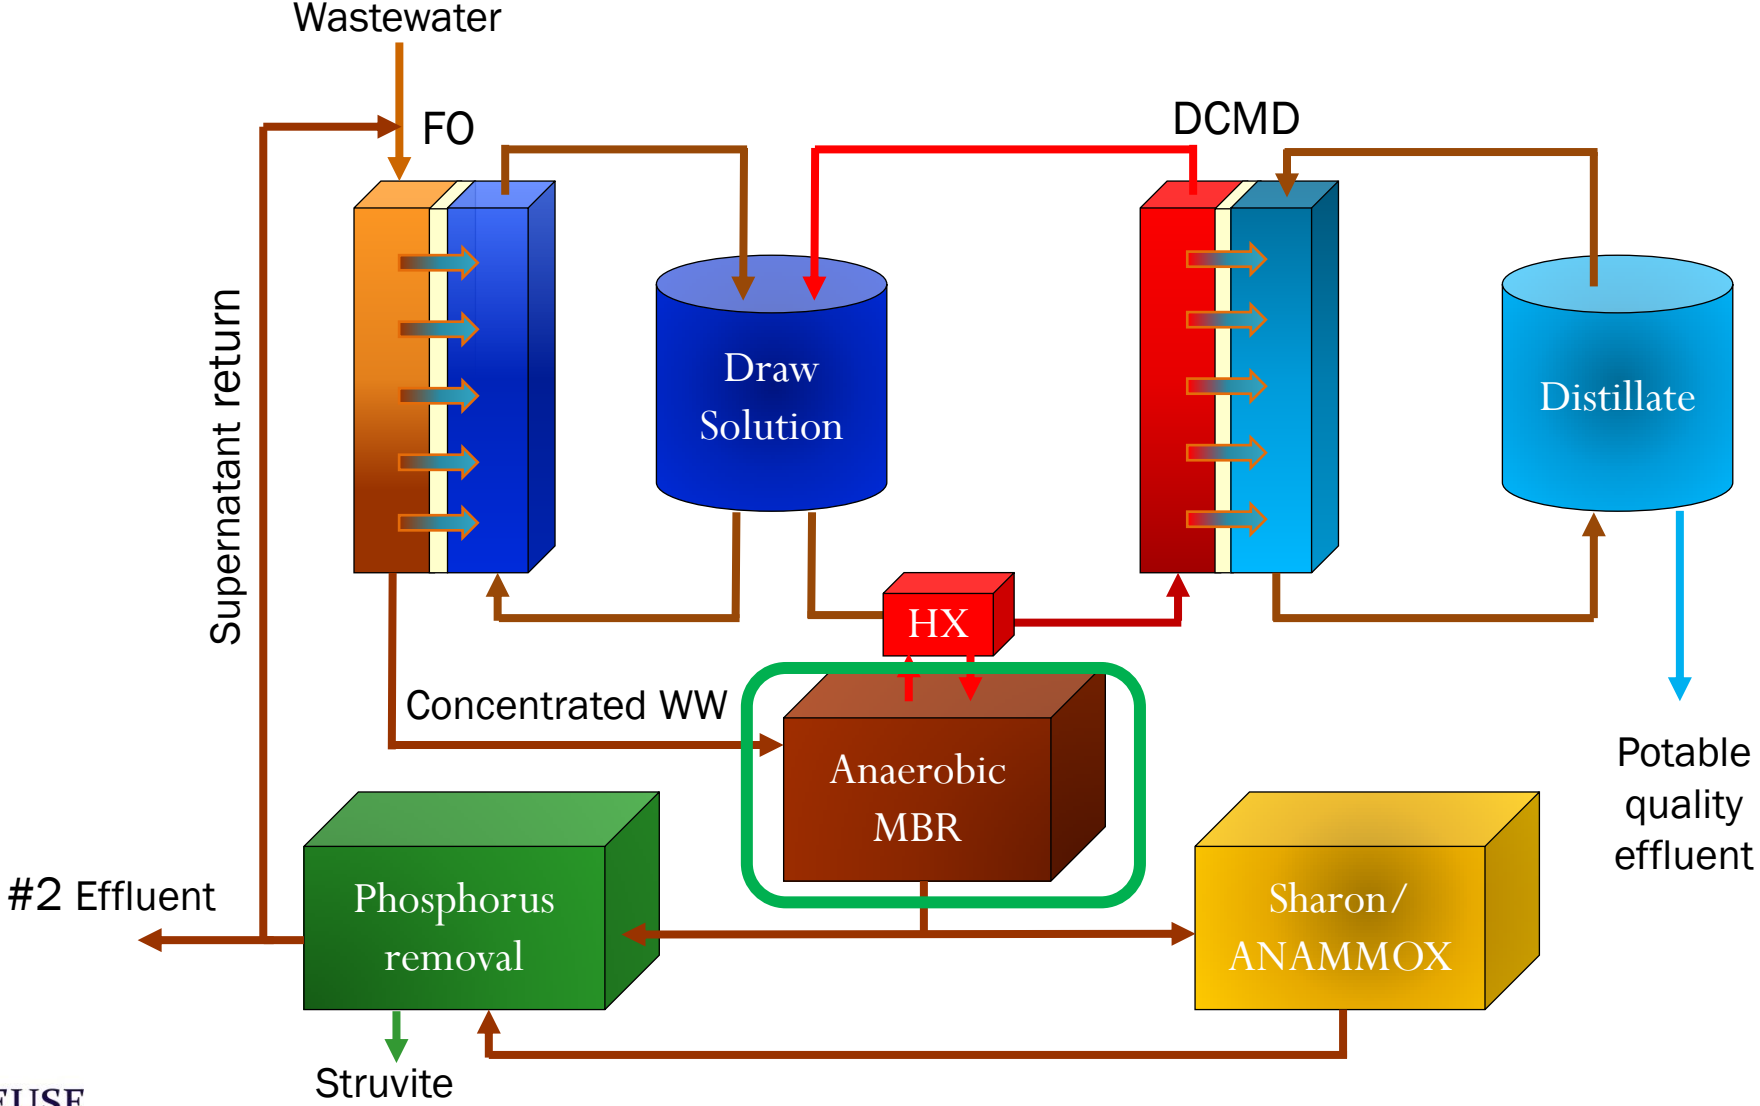 Wastewater
FO
DCMD
Supernatant return
Draw
Solution
Distillate
HX
Concentrated WW
Anaerobic
MBR
Potable
quality
effluent
#2 Effluent
Phosphorus
removal
Sharon/
ANAMMOX
Struvite